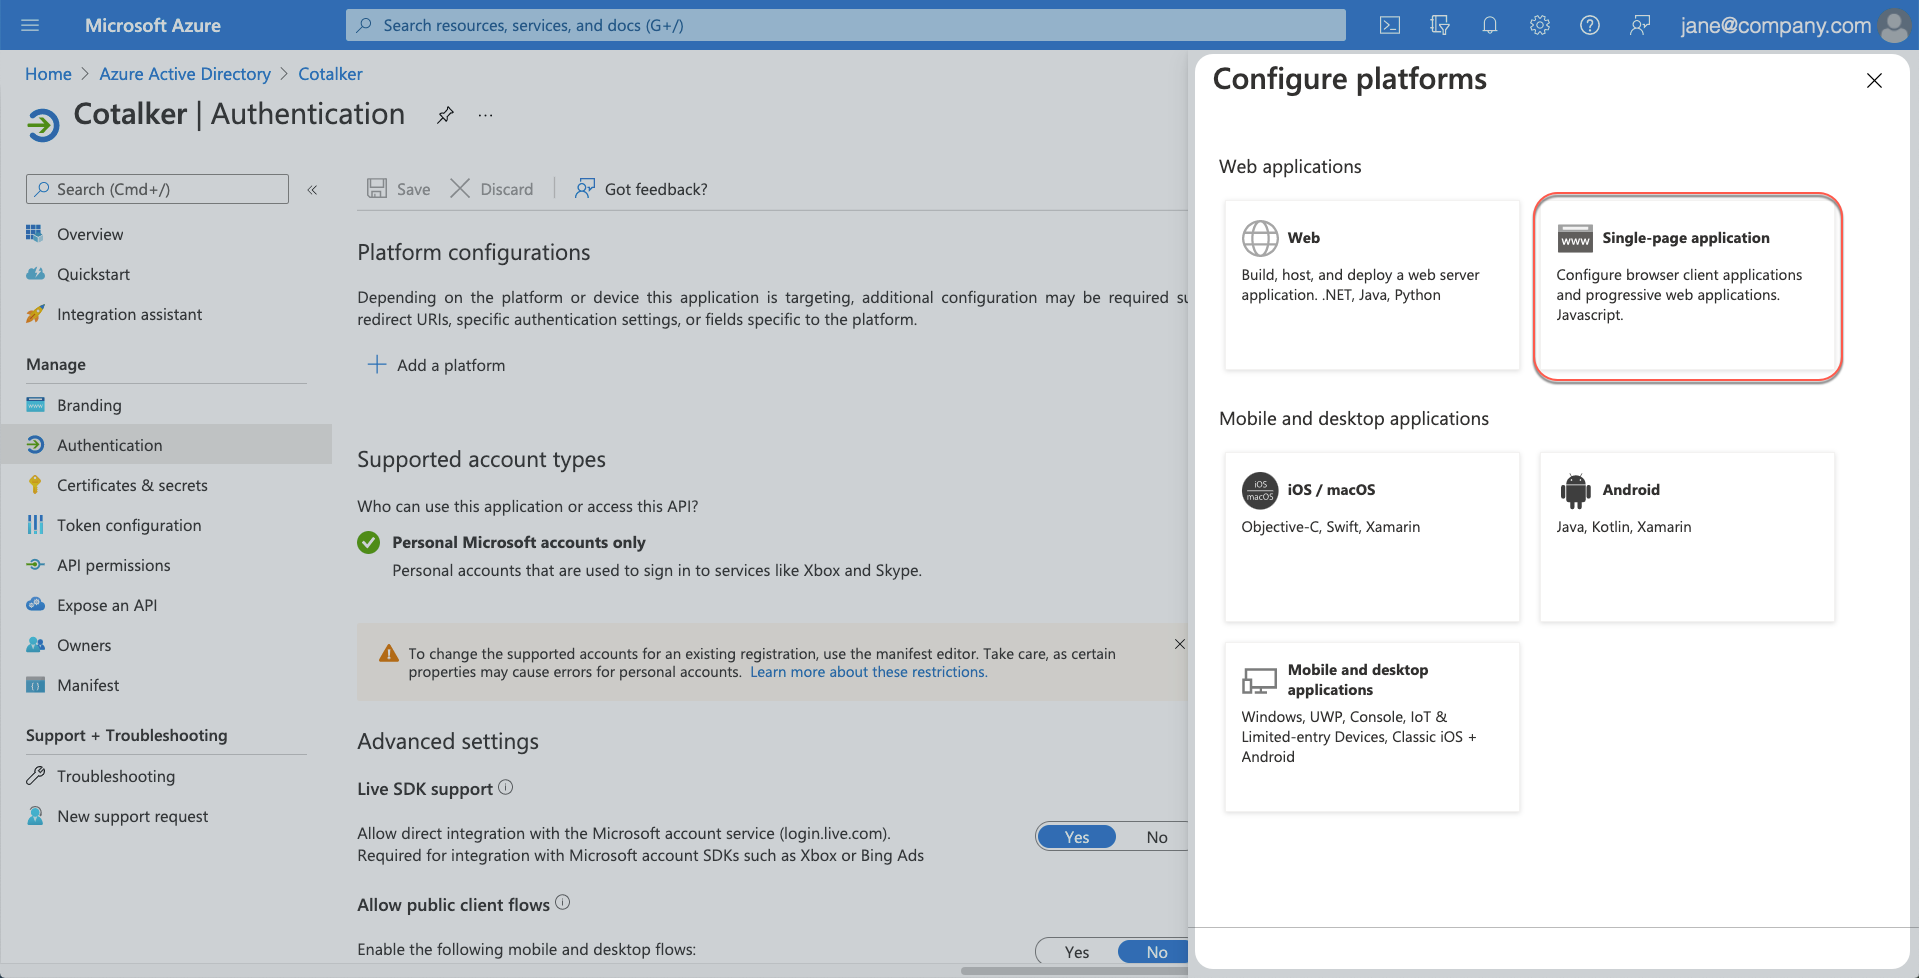 Microsoft Azure
Search resources, services, and docs (G+/)
jane@company.com
Home > Azure Active Directory > Cotalker
Cotalker | Authentication
...
Search (Cmd+/)
«
Overview
Quickstart
Integration assistant
Manage
Branding
Authentication
Certificates & secrets
Token configuration
API permissions
Expose an API
Owners
Manifest
Support + Troubleshooting
Troubleshooting
New support request
Save
Discard
Got feedback?
Platform configurations
Depending on the platform or device this application is targeting, additional configuration may be required su
redirect URIs, specific authentication settings, or fields specific to the platform.
Add a platform
Supported account types
Who can use this application or access this API?
Personal Microsoft accounts only
Personal accounts that are used to sign in to services like Xbox and Skype.
To change the supported accounts for an existing registration, use the manifest editor. Take care, as certain
properties may cause errors for personal accounts. Learn more about these restrictions.
Advanced settings
Live SDK support
Allow direct integration with the Microsoft account service (login.live.com).
Required for integration with Microsoft account SDKs such as Xbox or Bing Ads
Yes No
Allow public client flows
Enable the following mobile and desktop flows:
Yes No
Configure platforms
Web applications
Web
Build, host, and deploy a web server
application. .NET, Java, Python
www
Single-page application
Configure browser client applications
and progressive web applications.
Javascript.
Mobile and desktop applications
iOS
macOS
iOS / macOS
Objective-C, Swift, Xamarin
Android
Java, Kotlin, Xamarin
Mobile and desktop
applications
Windows, UWP, Console, IoT &
Limited-entry Devices, Classic iOS +
Android